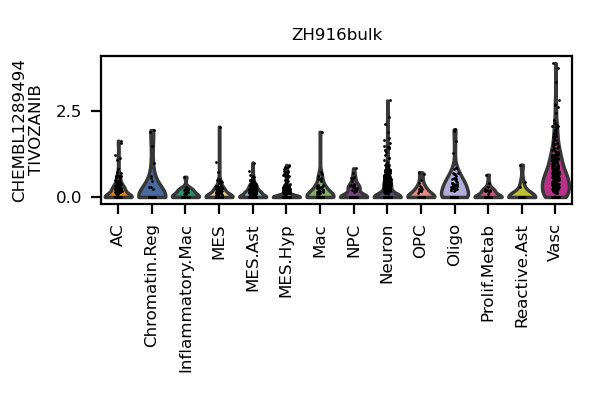 ZH916bulk
CHEMBL1289494
TIVOZANIB
2.5
0.0
AC
Chromatin.Reg
Inflammatory.Mac
MES
MES.Ast
MES.Hyp
Mac
NPC
Neuron
OPC
Oligo
Prolif.Metab
Reactive.Ast
Vasc